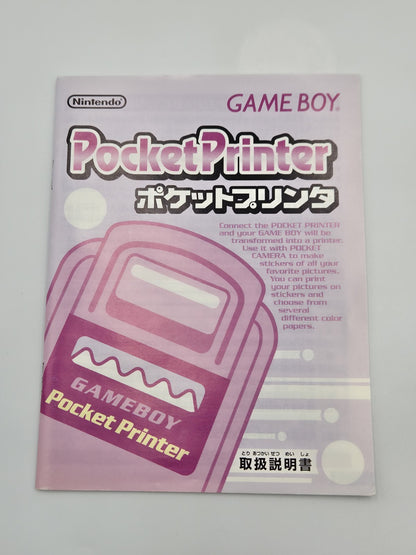 Nintendo®
GAME BOY®
PocketPrinter
ポケットプリンタ
Connect the POCKET PRINTER
and your GAME BOY will be
transformed into a printer.
Use it with POCKET
CAMERA to make
stickers of all your
favorite pictures.
You can print
your pictures on
stickers and
choose from
several
different color
papers.
GAMEBOY
Pocket Printer
とり あつかい せつ めい しょ
取扱説明書